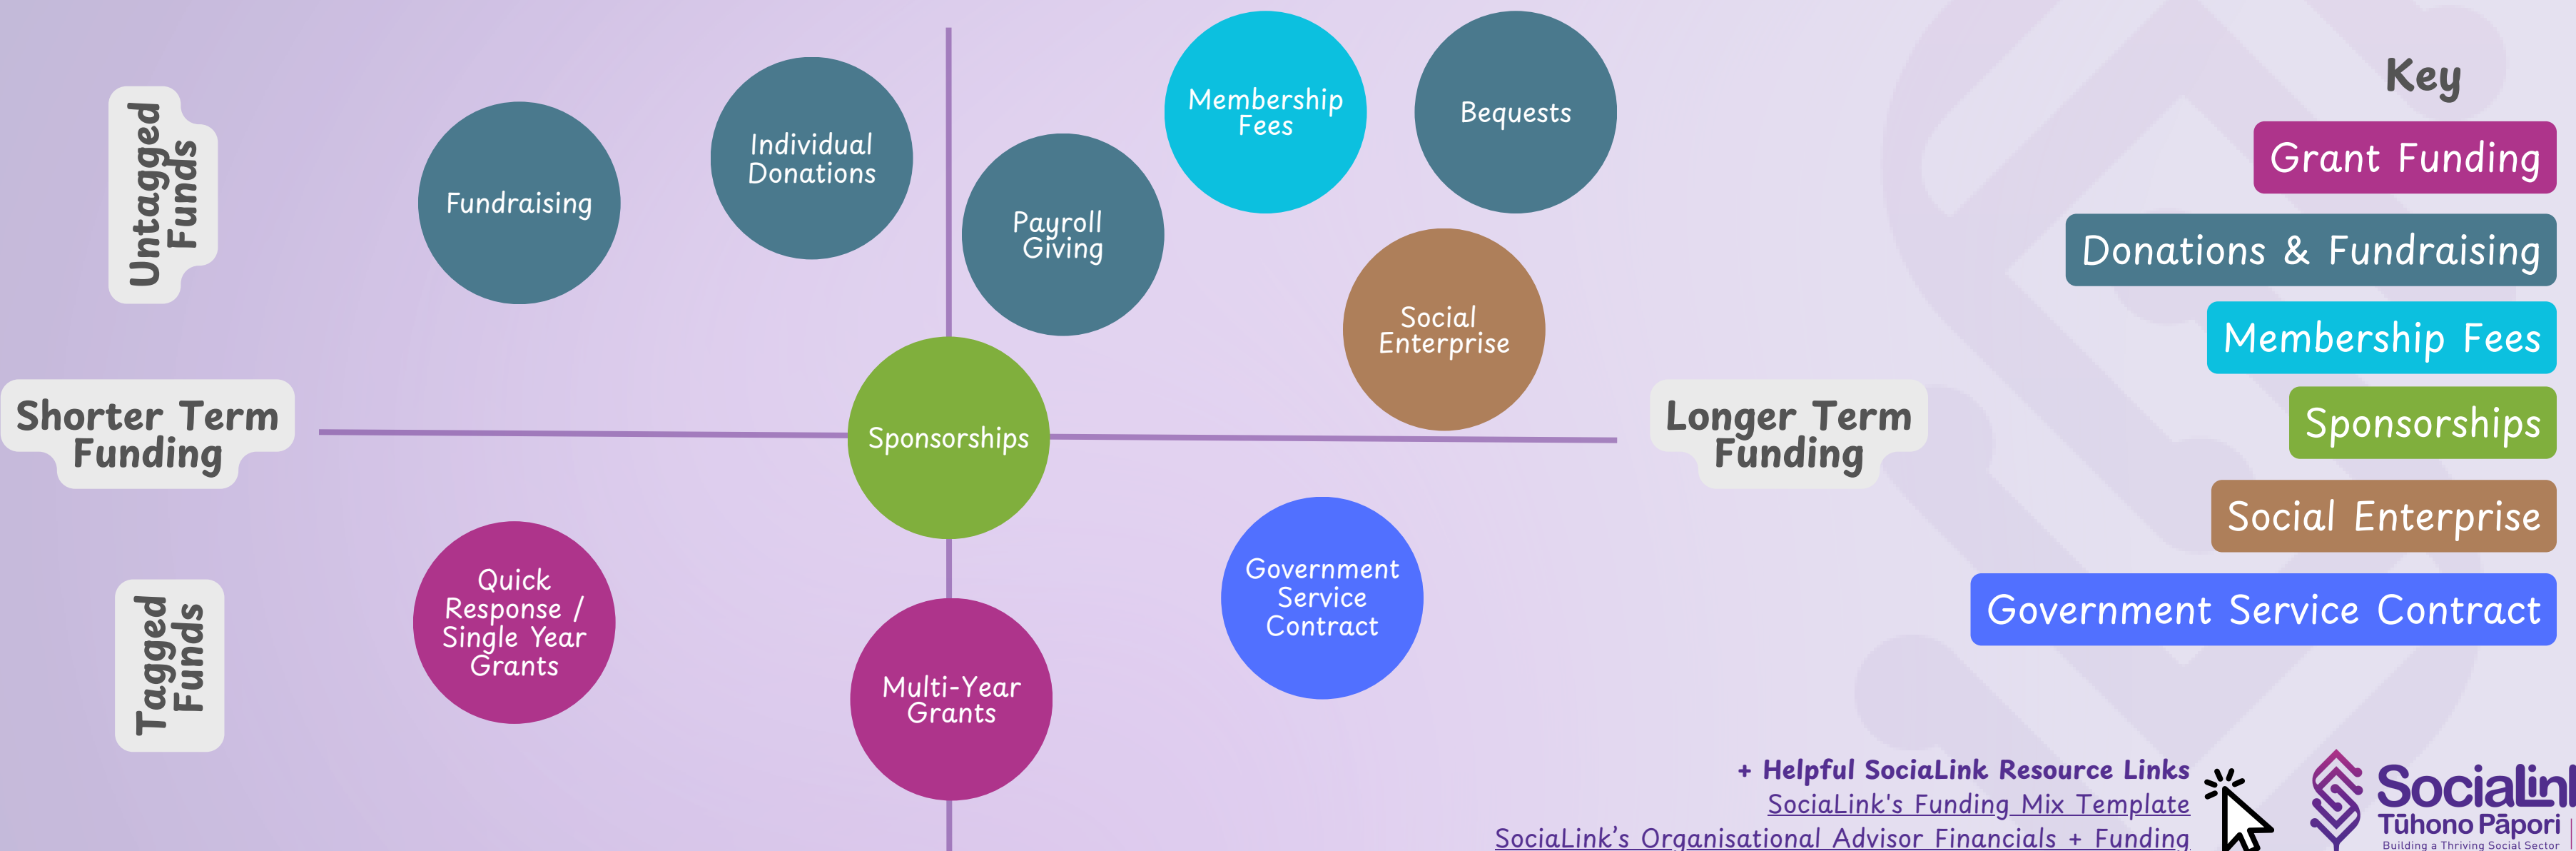 Untagged
Funds
Fundraising
Individual
Donations
Payroll
Giving
Membership
Fees
Bequests
Social
Enterprise
Shorter Term
Funding
Sponsorships
Longer Term
Funding
Tagged
Funds
Quick
Response /
Single Year
Grants
Multi-Year
Grants
Government
Service
Contract
Key
Grant Funding
Donations & Fundraising
Membership Fees
Sponsorships
Social Enterprise
Government Service Contract
+ Helpful SociaLink Resource Links
SociaLink's Funding Mix Template
SociaLink’s Organisational Advisor Financials + Funding
SociaLink
Tūhono Pāpori
Building a Thriving Social Sector